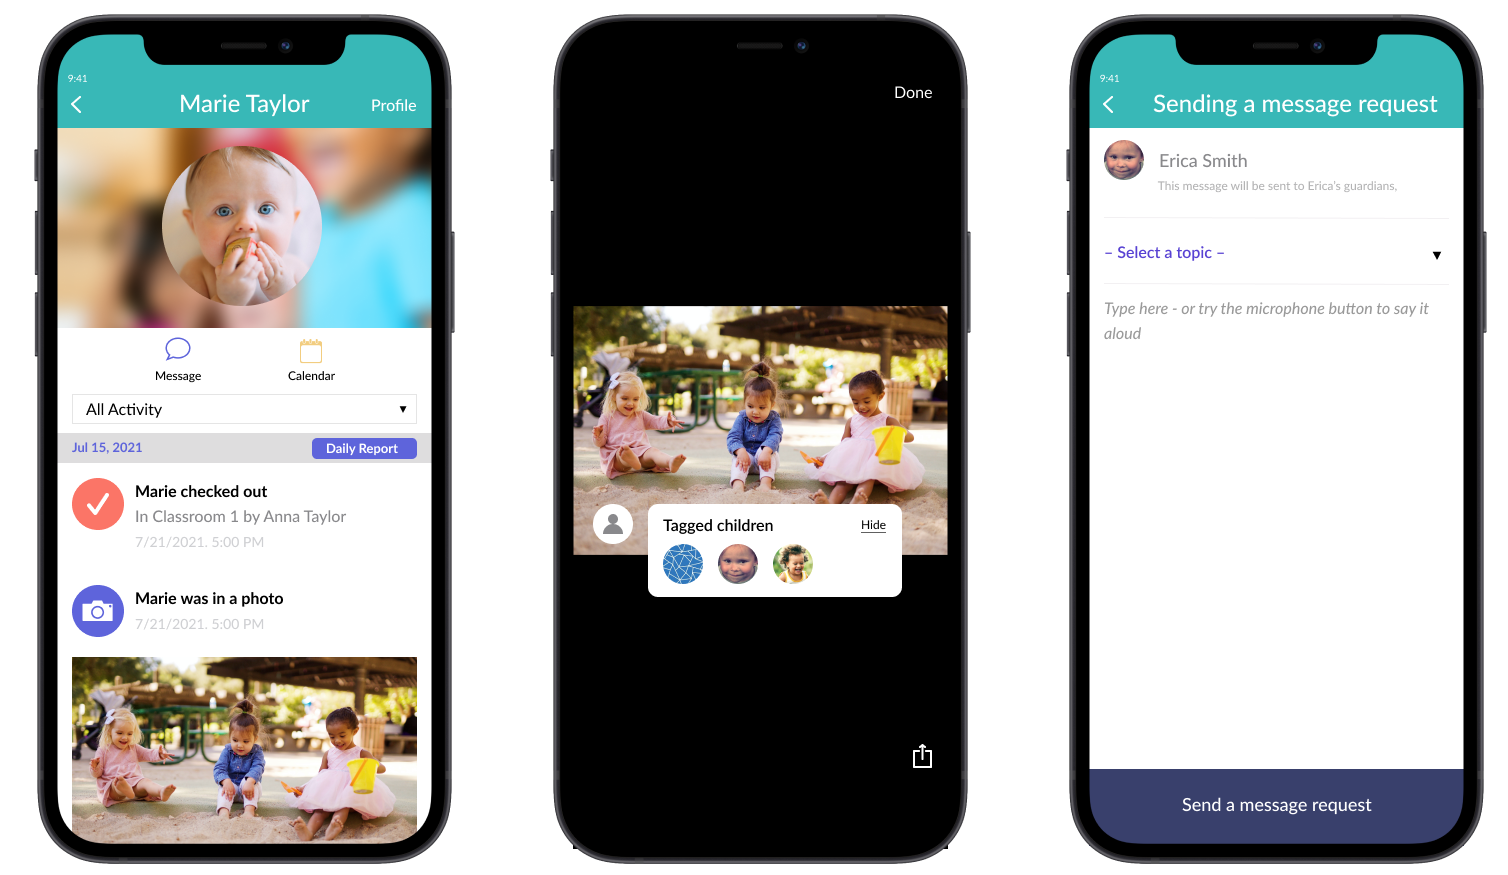 9:41
Marie Taylor
Profile
Message
Calendar
All Activity
Jul 15, 2021
Daily Report
Marie checked out
In Classroom 1 by Anna Taylor
7/21/2021. 5:00 PM
Marie was in a photo
7/21/2021. 5:00 PM
Done
Tagged children
Hide
9:41
Sending a message request
Erica Smith
This message will be sent to Erica's guardians,
– Select a topic –
Type here - or try the microphone button to say it
aloud
Send a message request